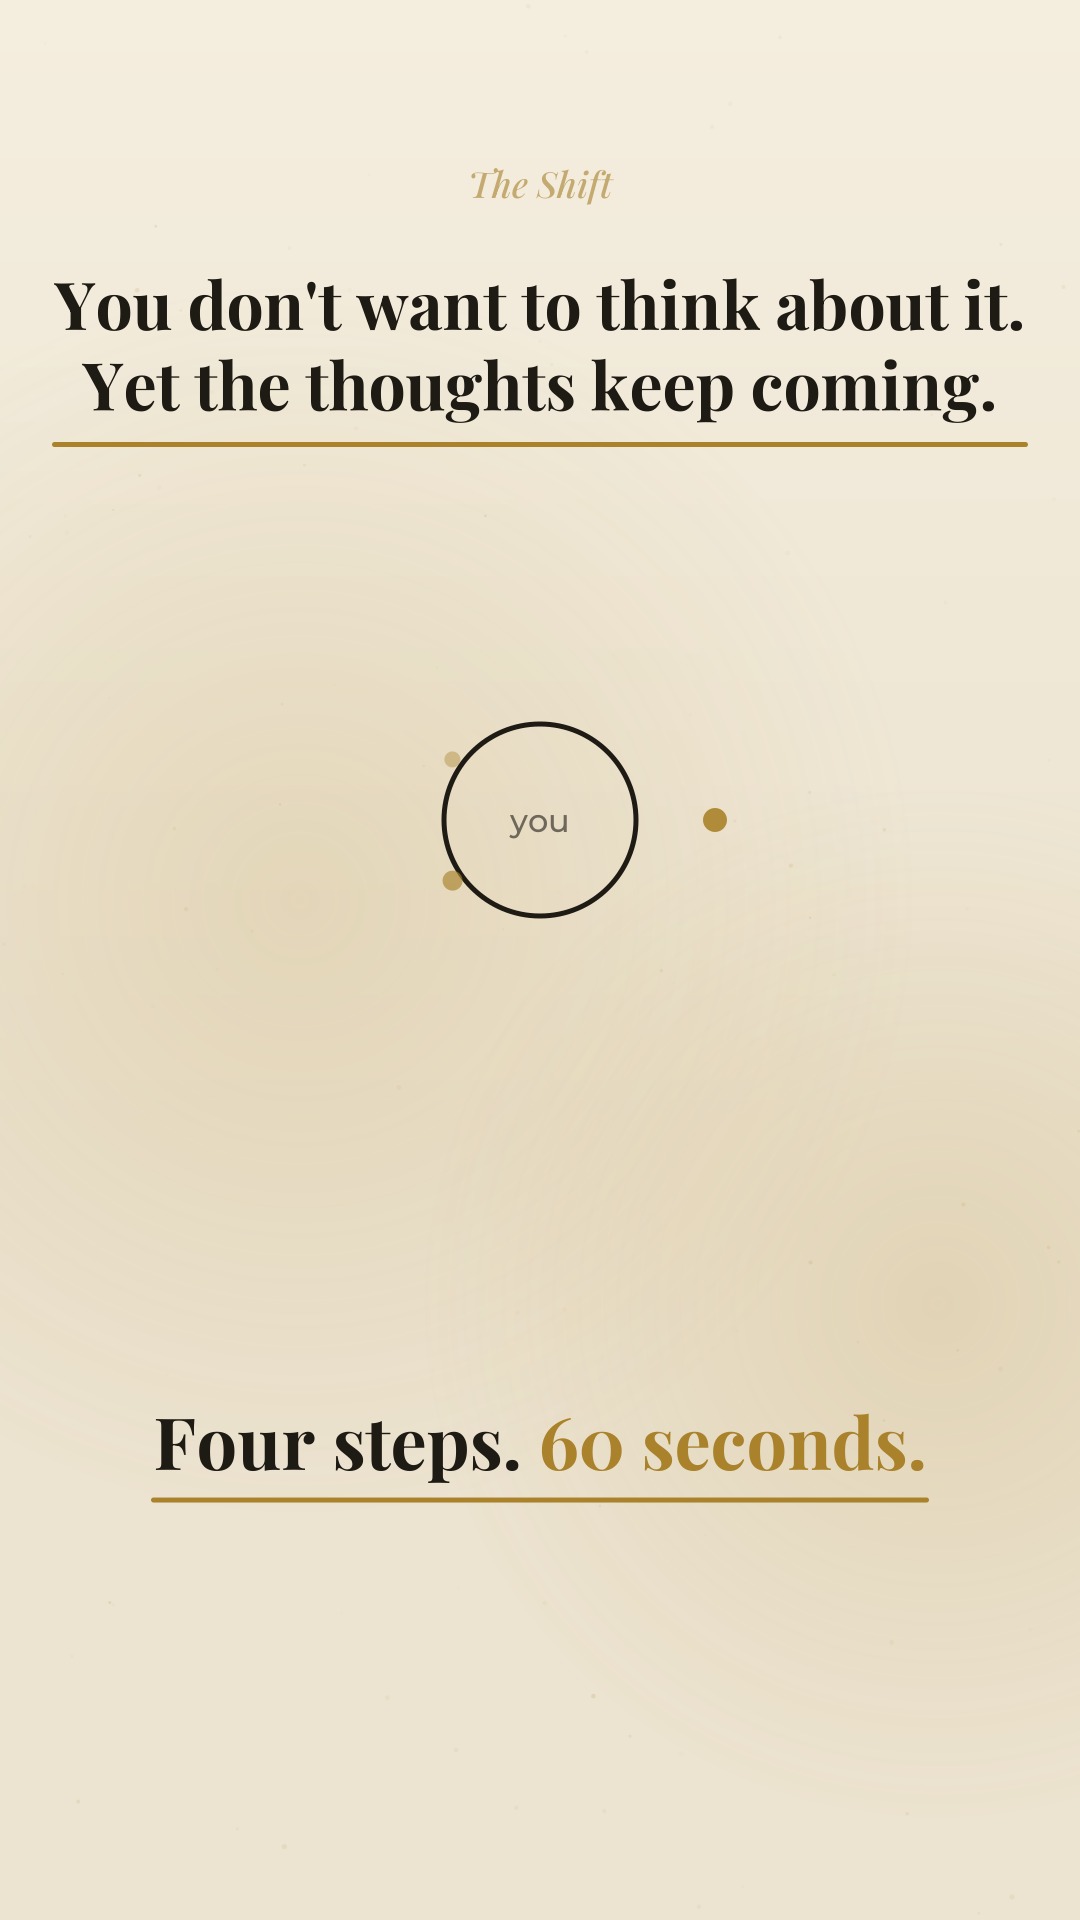 The Shift
You don't want to think about it.
Yet the thoughts keep coming.
you
Four steps. 60 seconds.